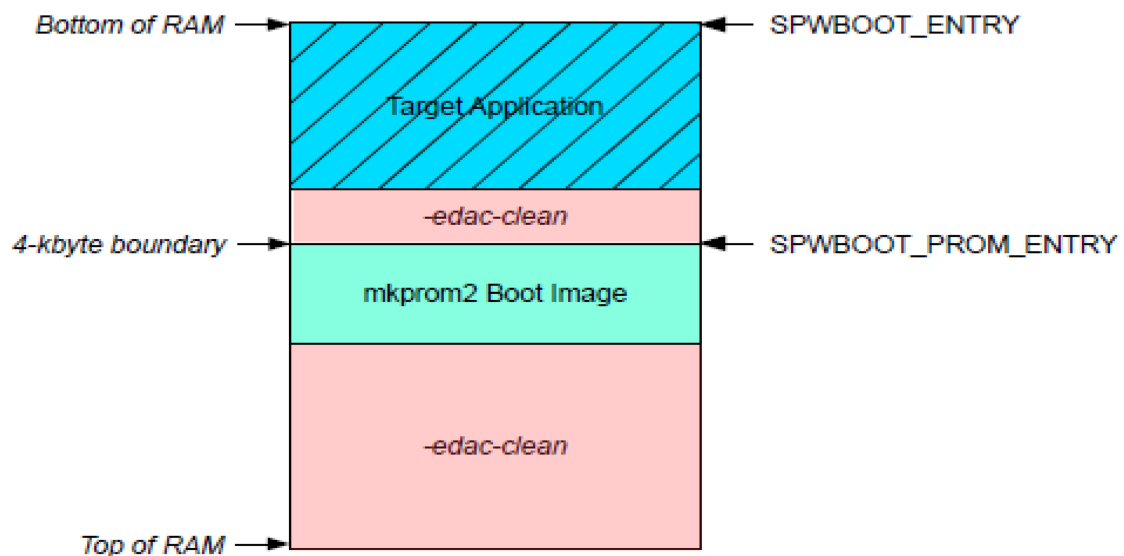 Bottom of RAM
SPWBOOT_ENTRY
Target Application
-edac-clean
4-kbyte boundary
SPWBOOT_PROM_ENTRY
mkprom2 Boot Image
-edac-clean
Top of RAM